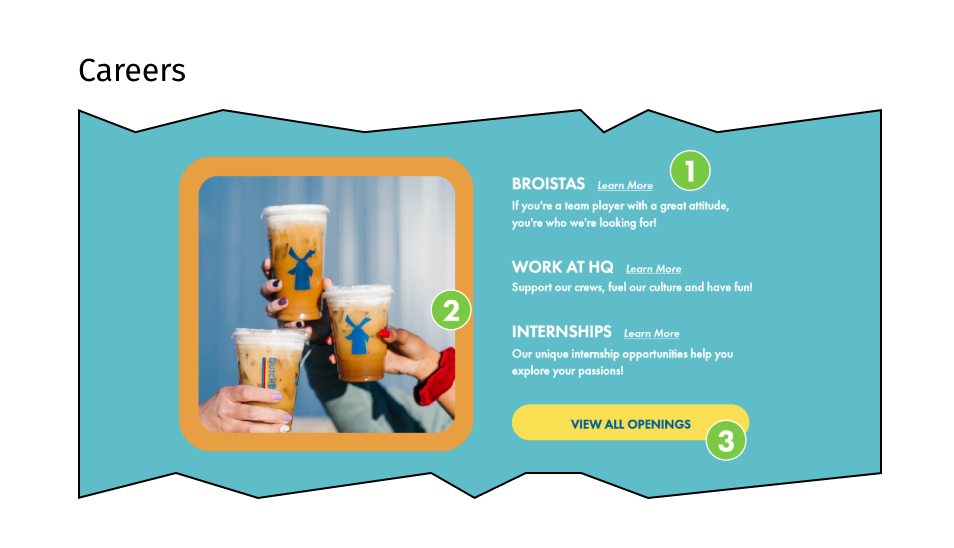 Careers
1
BROISTAS Learn More
If you're a team player with a great attitude,
you're who we're looking for!
WORK AT HQ Learn More
Support our crews, fuel our culture and have fun!
2
INTERNSHIPS Learn More
Our unique internship opportunities help you
explore your passions!
VIEW ALL OPENINGS
3